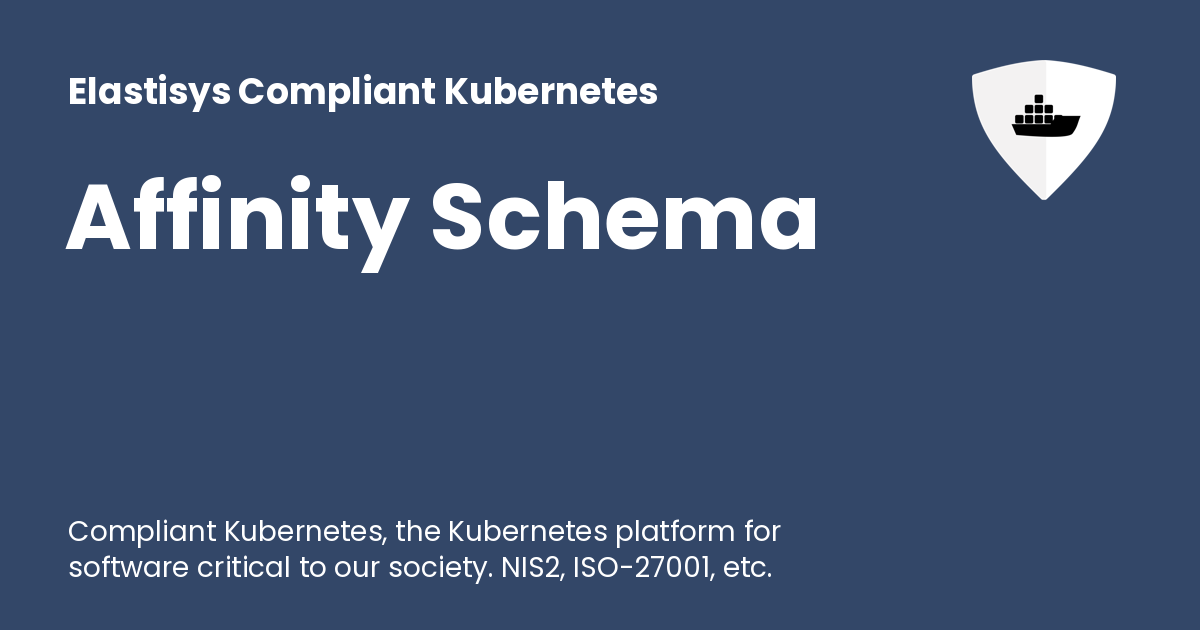 Elastisys Compliant Kubernetes
Affinity Schema
Compliant Kubernetes, the Kubernetes platform for
software critical to our society. NIS2, ISO-27001, etc.